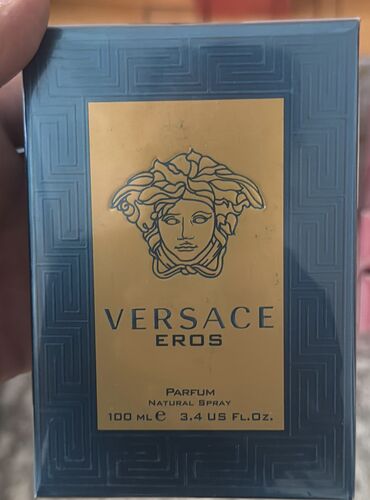 VERSACE
EROS
PARFUM
NATURAL SPRAY
100 ML ℮ 3.4 US FL.OZ.